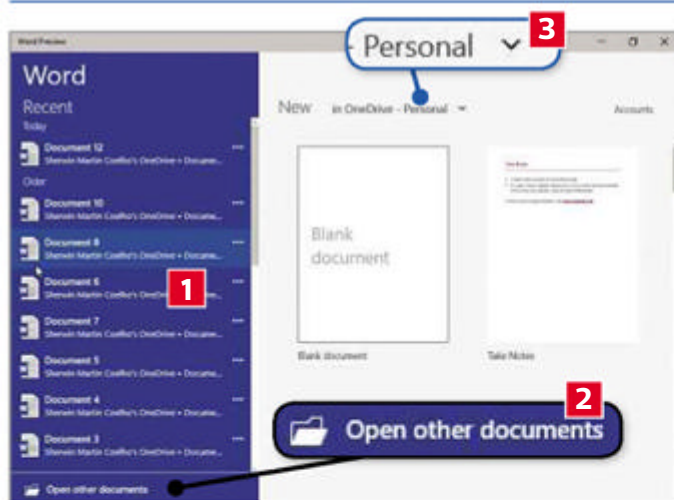 Word Preview
Word
Recent
Today
Document 12
Sherwin Martin Coelho's OneDrive » Docume...
Older
Document 10
Sherwin Martin Coelho's OneDrive » Docume...
Document 8
Sherwin Martin Coelho's OneDrive » Docume...
Document 6
Sherwin Martin Coelho's OneDrive
Document 7
Sherwin Martin Coelho's OneDrive » Docume...
Document 5
Sherwin Martin Coelho's OneDrive » Docume...
Document 4
Sherwin Martin Coelho's OneDrive » Docume...
Document 3
Sherwin Martin Coelho's OneDrive » Docume...
Open other documents
1
- Personal
3
New in OneDrive - Personal
Accounts
Blank
document
Blank document
Take Notes
2
Open other documents